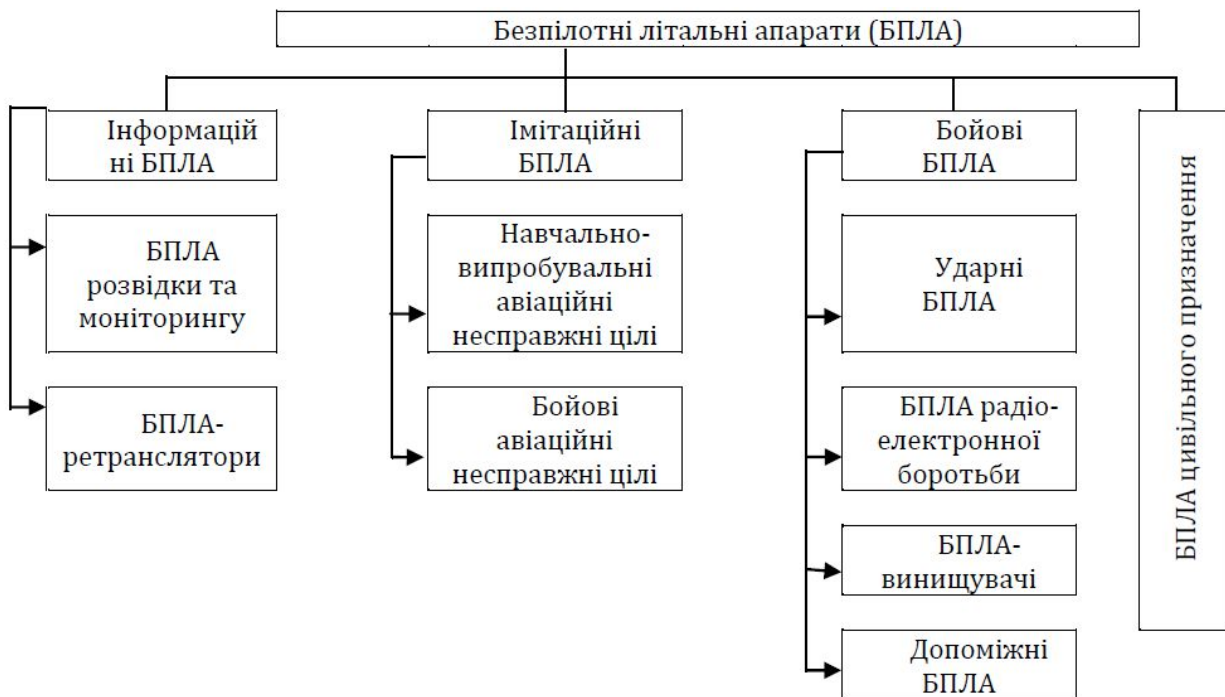 Безпілотні літальні апарати (БПЛА)
Інформацій
ні БПЛА
Імітаційні
БПЛА
Бойові
БПЛА
БПЛА цивільного призначення
БПЛА
розвідки та
моніторингу
Навчально-
випробувальні
авіаційні
несправжні цілі
Ударні
БПЛА
БПЛА-
ретранслятори
Бойові
авіаційні
несправжні цілі
БПЛА радіо-
електронної
боротьби
БПЛА-
винищувачі
Допоміжні
БПЛА